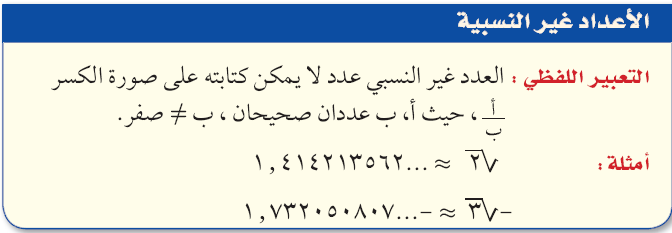 الأعداد غير النسبية
التعبير اللفظي : العدد غير النسبي عدد لا يمكن كتابته على صورة الكسر
أ/ب ، حيث أ، ب عددان صحيحان ، ب ≠ صفر.
أمثلة : √٢ ≈ ١,٤١٤٢١٣٥٦٢...
-√٣ ≈ -١,٧٣٢٠٥٠٨٠٧...